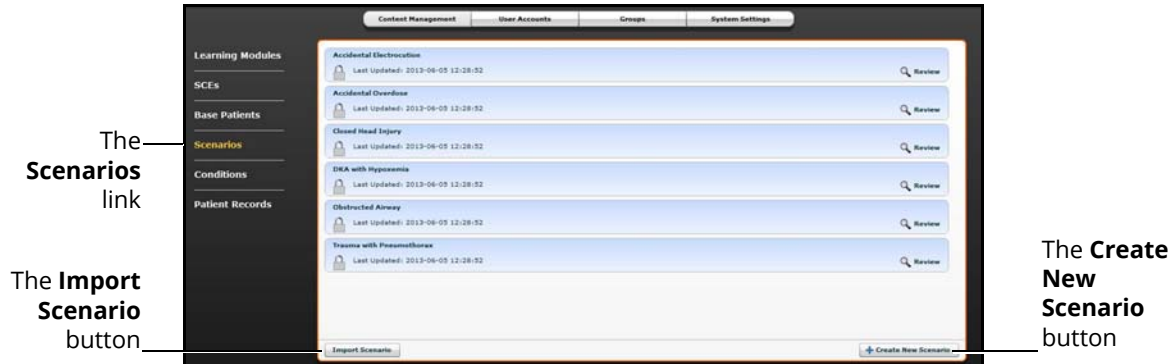 Content Management User Accounts Groups System Settings
Learning Modules
SCEs
Base Patients
Scenarios
Conditions
Patient Records
Accidental Electrocution
Last Updated: 2013-06-05 12:28:52
Review
Accidental Overdose
Last Updated: 2013-06-05 12:28:52
Review
Closed Head Injury
Last Updated: 2013-06-05 12:28:52
Review
DKA with Hypoxemia
Last Updated: 2013-06-05 12:28:52
Review
Obstructed Airway
Last Updated: 2013-06-05 12:28:52
Review
Trauma with Pneumothorax
Last Updated: 2013-06-05 12:28:52
Review
Import Scenario
Create New Scenario
The
Scenarios
link
The Import
Scenario
button
The Create
New
Scenario
button